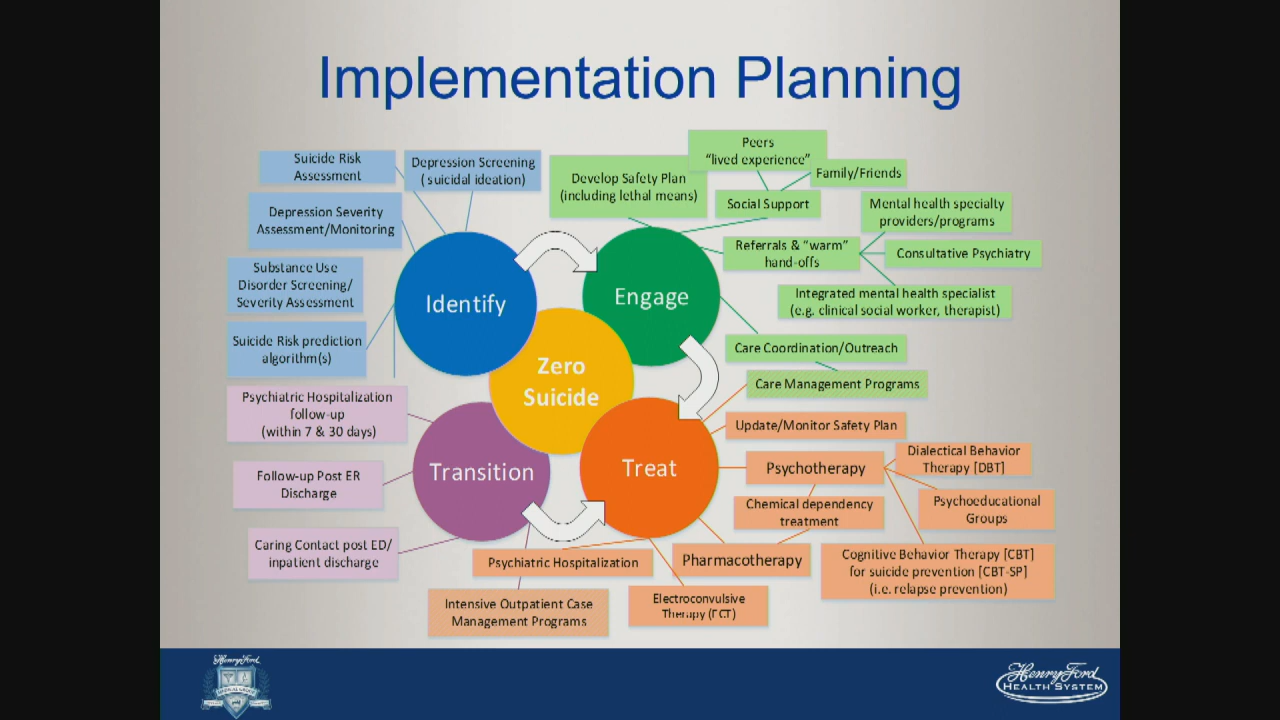 Implementation Planning
Suicide Risk
Assessment
Depression Screening
( suicidal ideation)
Depression Severity
Assessment/Monitoring
Substance Use
Disorder Screening/
Severity Assessment
Suicide Risk prediction
algorithm(s)
Identify
Develop Safety Plan
(including lethal means)
Peers
“lived experience”
Family/Friends
Social Support
Mental health specialty
providers/programs
Referrals & “warm”
hand-offs
Consultative Psychiatry
Integrated mental health specialist
(e.g. clinical social worker, therapist)
Engage
Care Coordination/Outreach
Care Management Programs
Zero
Suicide
Psychiatric Hospitalization
follow-up
(within 7 & 30 days)
Follow-up Post ER
Discharge
Caring Contact post ED/
inpatient discharge
Transition
Treat
Update/Monitor Safety Plan
Psychotherapy
Dialectical Behavior
Therapy [DBT]
Psychoeducational
Groups
Chemical dependency
treatment
Cognitive Behavior Therapy [CBT]
for suicide prevention [CBT-SP]
(i.e. relapse prevention)
Psychiatric Hospitalization
Pharmacotherapy
Intensive Outpatient Case
Management Programs
Electroconvulsive
Therapy (ECT)
Henry Ford
MEDICAL GROUP
Henry Ford
HEALTH SYSTEM